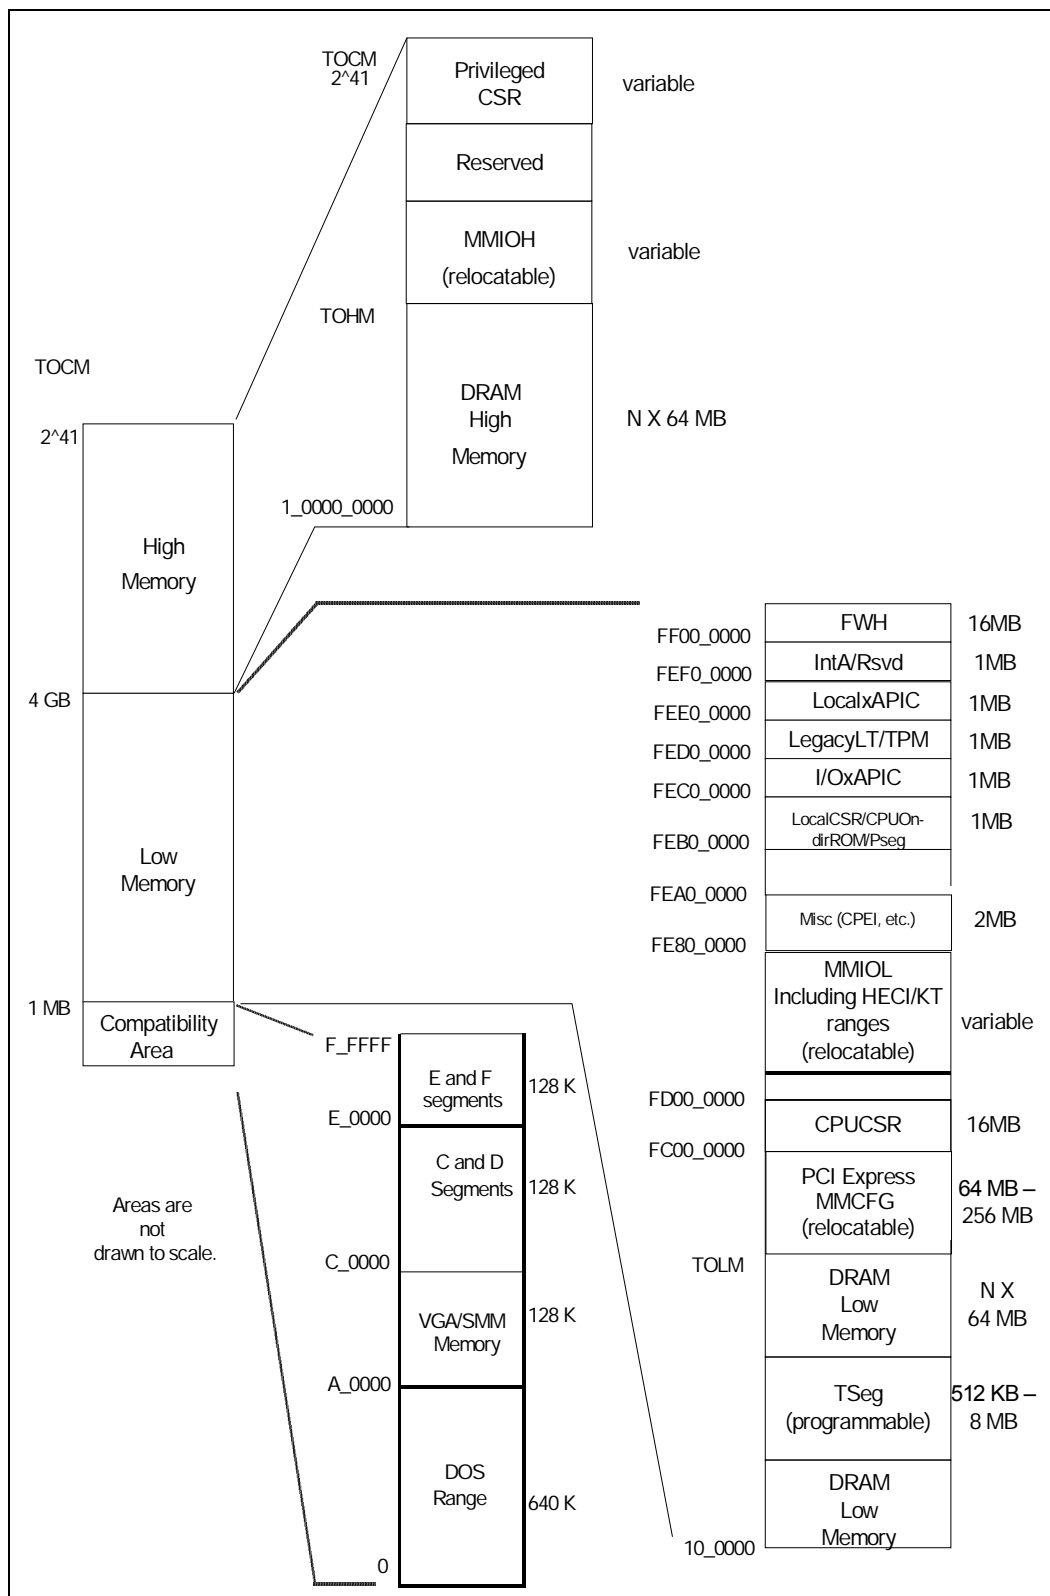 TOCM
2^41
Privileged
CSR
variable
Reserved
MMIOH
(relocatable)
variable
TOHM
DRAM
High
Memory
N X 64 MB
1_0000_0000
TOCM
2^41
High
Memory
4 GB
Low
Memory
1 MB
Compatibility
Area
FWH
16MB
FF00_0000
IntA/Rsvd
1MB
FEF0_0000
LocalxAPIC
1MB
FEE0_0000
LegacyLT/TPM
1MB
FED0_0000
I/OxAPIC
1MB
FEC0_0000
LocalCSR/CPUOn-
dirROM/Pseg
1MB
FEB0_0000
FEA0_0000
Misc (CPEI, etc.)
2MB
FE80_0000
MMIOL
Including HECI/KT
ranges
(relocatable)
variable
FD00_0000
CPUCSR
16MB
FC00_0000
PCI Express
MMCFG
(relocatable)
64 MB –
256 MB
TOLM
DRAM
Low
Memory
N X
64 MB
TSeg
(programmable)
512 KB –
8 MB
DRAM
Low
Memory
10_0000
F_FFFF
E and F
segments
128 K
E_0000
C and D
Segments
128 K
C_0000
VGA/SMM
Memory
128 K
A_0000
DOS
Range
640 K
0
Areas are
not
drawn to scale.